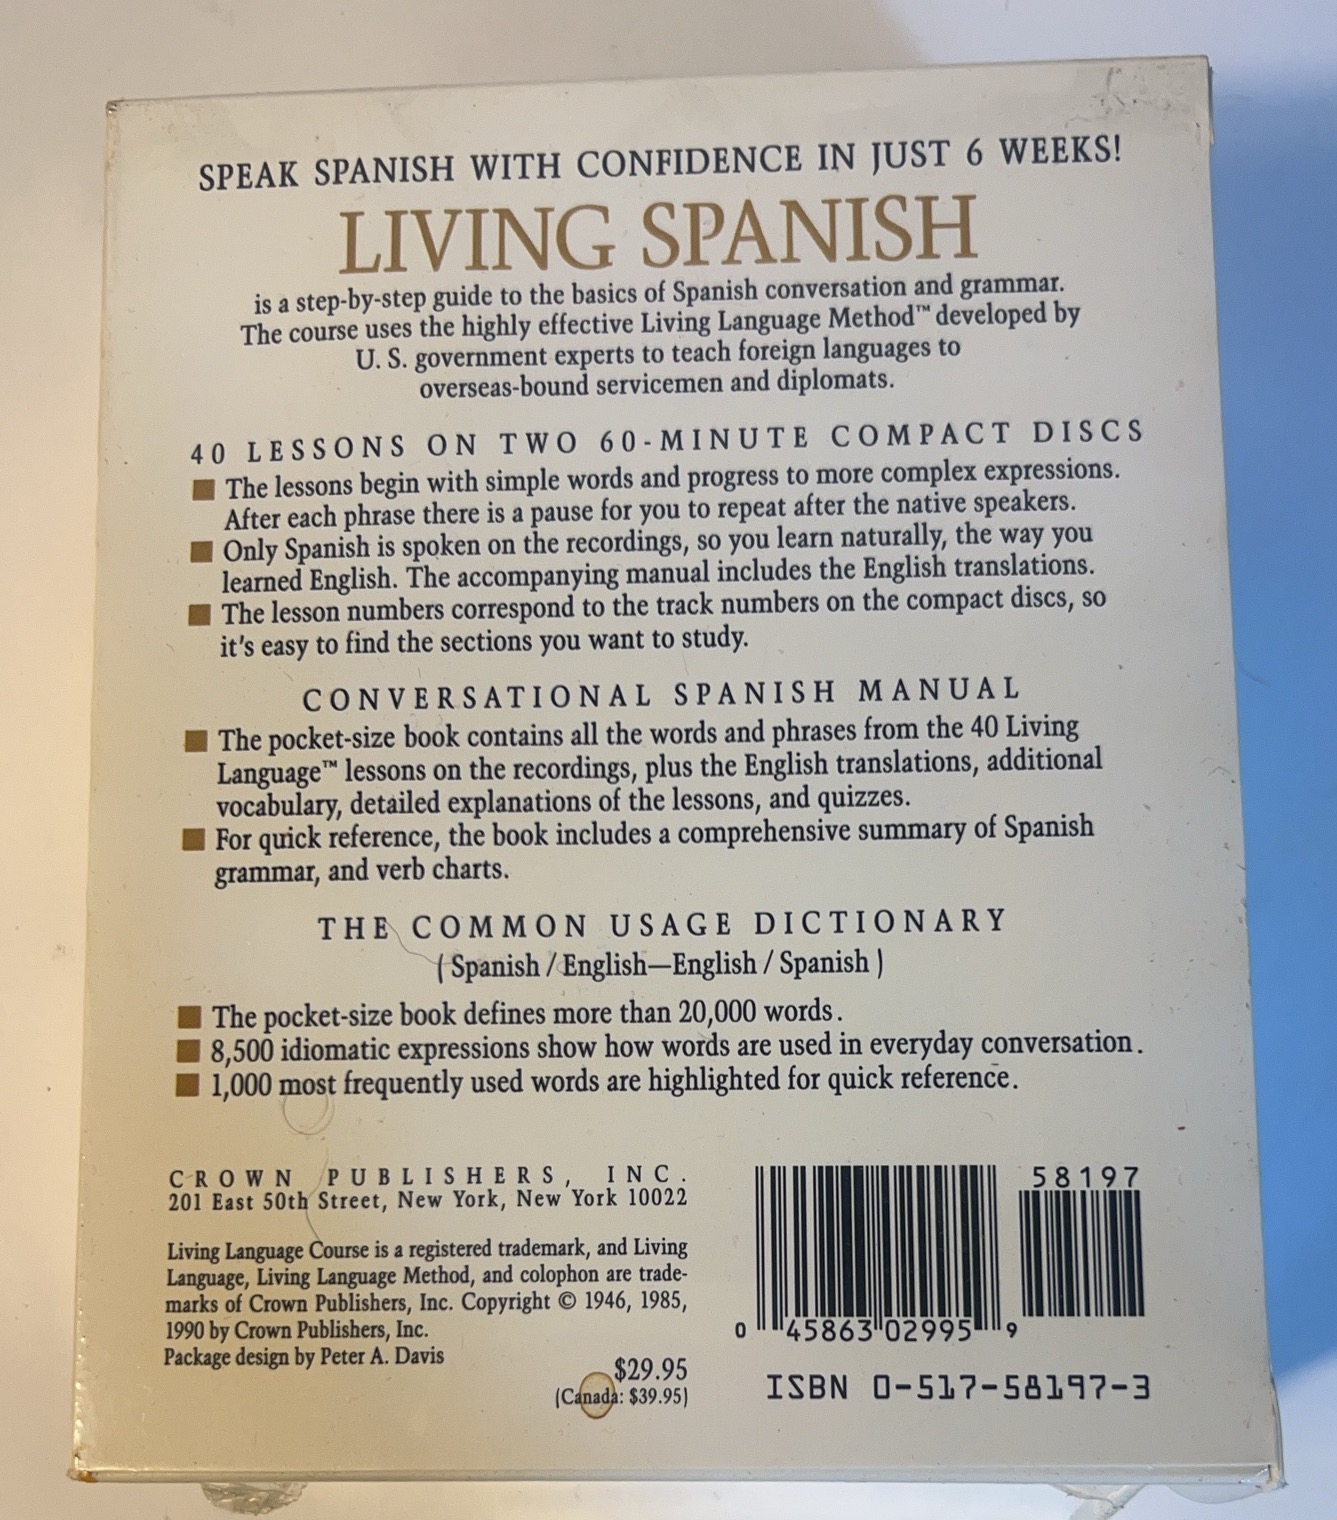 SPEAK SPANISH WITH CONFIDENCE IN JUST 6 WEEKS!
LIVING SPANISH
is a step-by-step guide to the basics of Spanish conversation and grammar.
The course uses the highly effective Living Language Method™ developed by
U. S. government experts to teach foreign languages to
overseas-bound servicemen and diplomats.
40 LESSONS ON TWO 60-MINUTE COMPACT DISCS
■ The lessons begin with simple words and progress to more complex expressions.
After each phrase there is a pause for you to repeat after the native speakers.
■ Only Spanish is spoken on the recordings, so you learn naturally, the way you
learned English. The accompanying manual includes the English translations.
■ The lesson numbers correspond to the track numbers on the compact discs, so
it's easy to find the sections you want to study.
CONVERSATIONAL SPANISH MANUAL
■ The pocket-size book contains all the words and phrases from the 40 Living
Language™ lessons on the recordings, plus the English translations, additional
vocabulary, detailed explanations of the lessons, and quizzes.
■ For quick reference, the book includes a comprehensive summary of Spanish
grammar, and verb charts.
THE COMMON USAGE DICTIONARY
(Spanish / English—English / Spanish)
■ The pocket-size book defines more than 20,000 words.
■ 8,500 idiomatic expressions show how words are used in everyday conversation.
■ 1,000 most frequently used words are highlighted for quick reference.
CROWN PUBLISHERS, INC.
201 East 50th Street, New York, New York 10022
Living Language Course is a registered trademark, and Living
Language, Living Language Method, and colophon are trade-
marks of Crown Publishers, Inc. Copyright © 1946, 1985,
1990 by Crown Publishers, Inc.
Package design by Peter A. Davis
$29.95
(Canada: $39.95)
58197
0 45863 02995 9
ISBN 0-517-58197-3